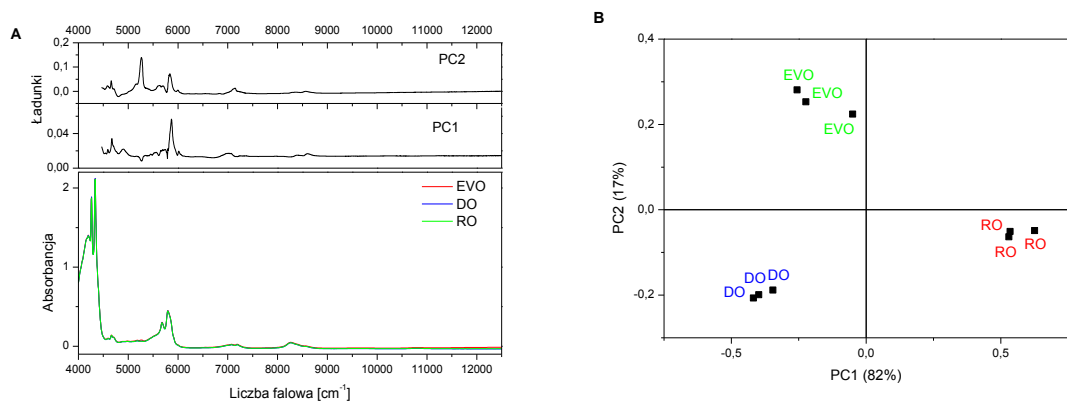 A
4000 5000 6000 7000 8000 9000 10000 11000 12000
0,2
0,1
0,0
PC2
Ładunki
0,04
0,00
PC1
2
1
0
Absorbancja
EVO
DO
RO
4000 5000 6000 7000 8000 9000 10000 11000 12000
Liczba falowa [cm-1]
B
0,4
0,2
0,0
-0,2
PC2 (17%)
EVO
EVO
EVO
RO
RO
RO
DO
DO
DO
-0,5 0,0 0,5
PC1 (82%)